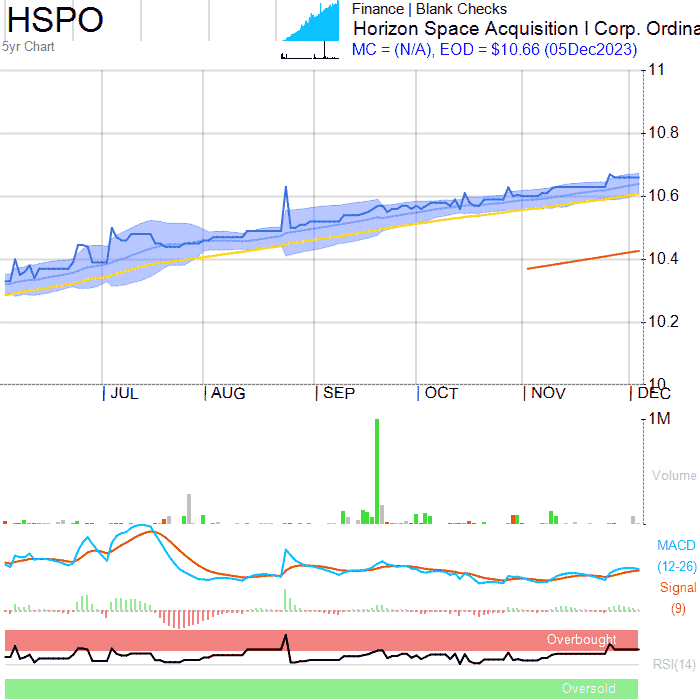 HSPO
5yr Chart
Finance | Blank Checks
Horizon Space Acquisition I Corp. Ordina
MC = (N/A), EOD = $10.66 (05Dec2023)
11
10.8
10.6
10.4
10.2
10
JUL AUG SEP OCT NOV DEC
1M
Volume
MACD
(12-26)
Signal
(9)
Overbought
RSI(14)
Oversold